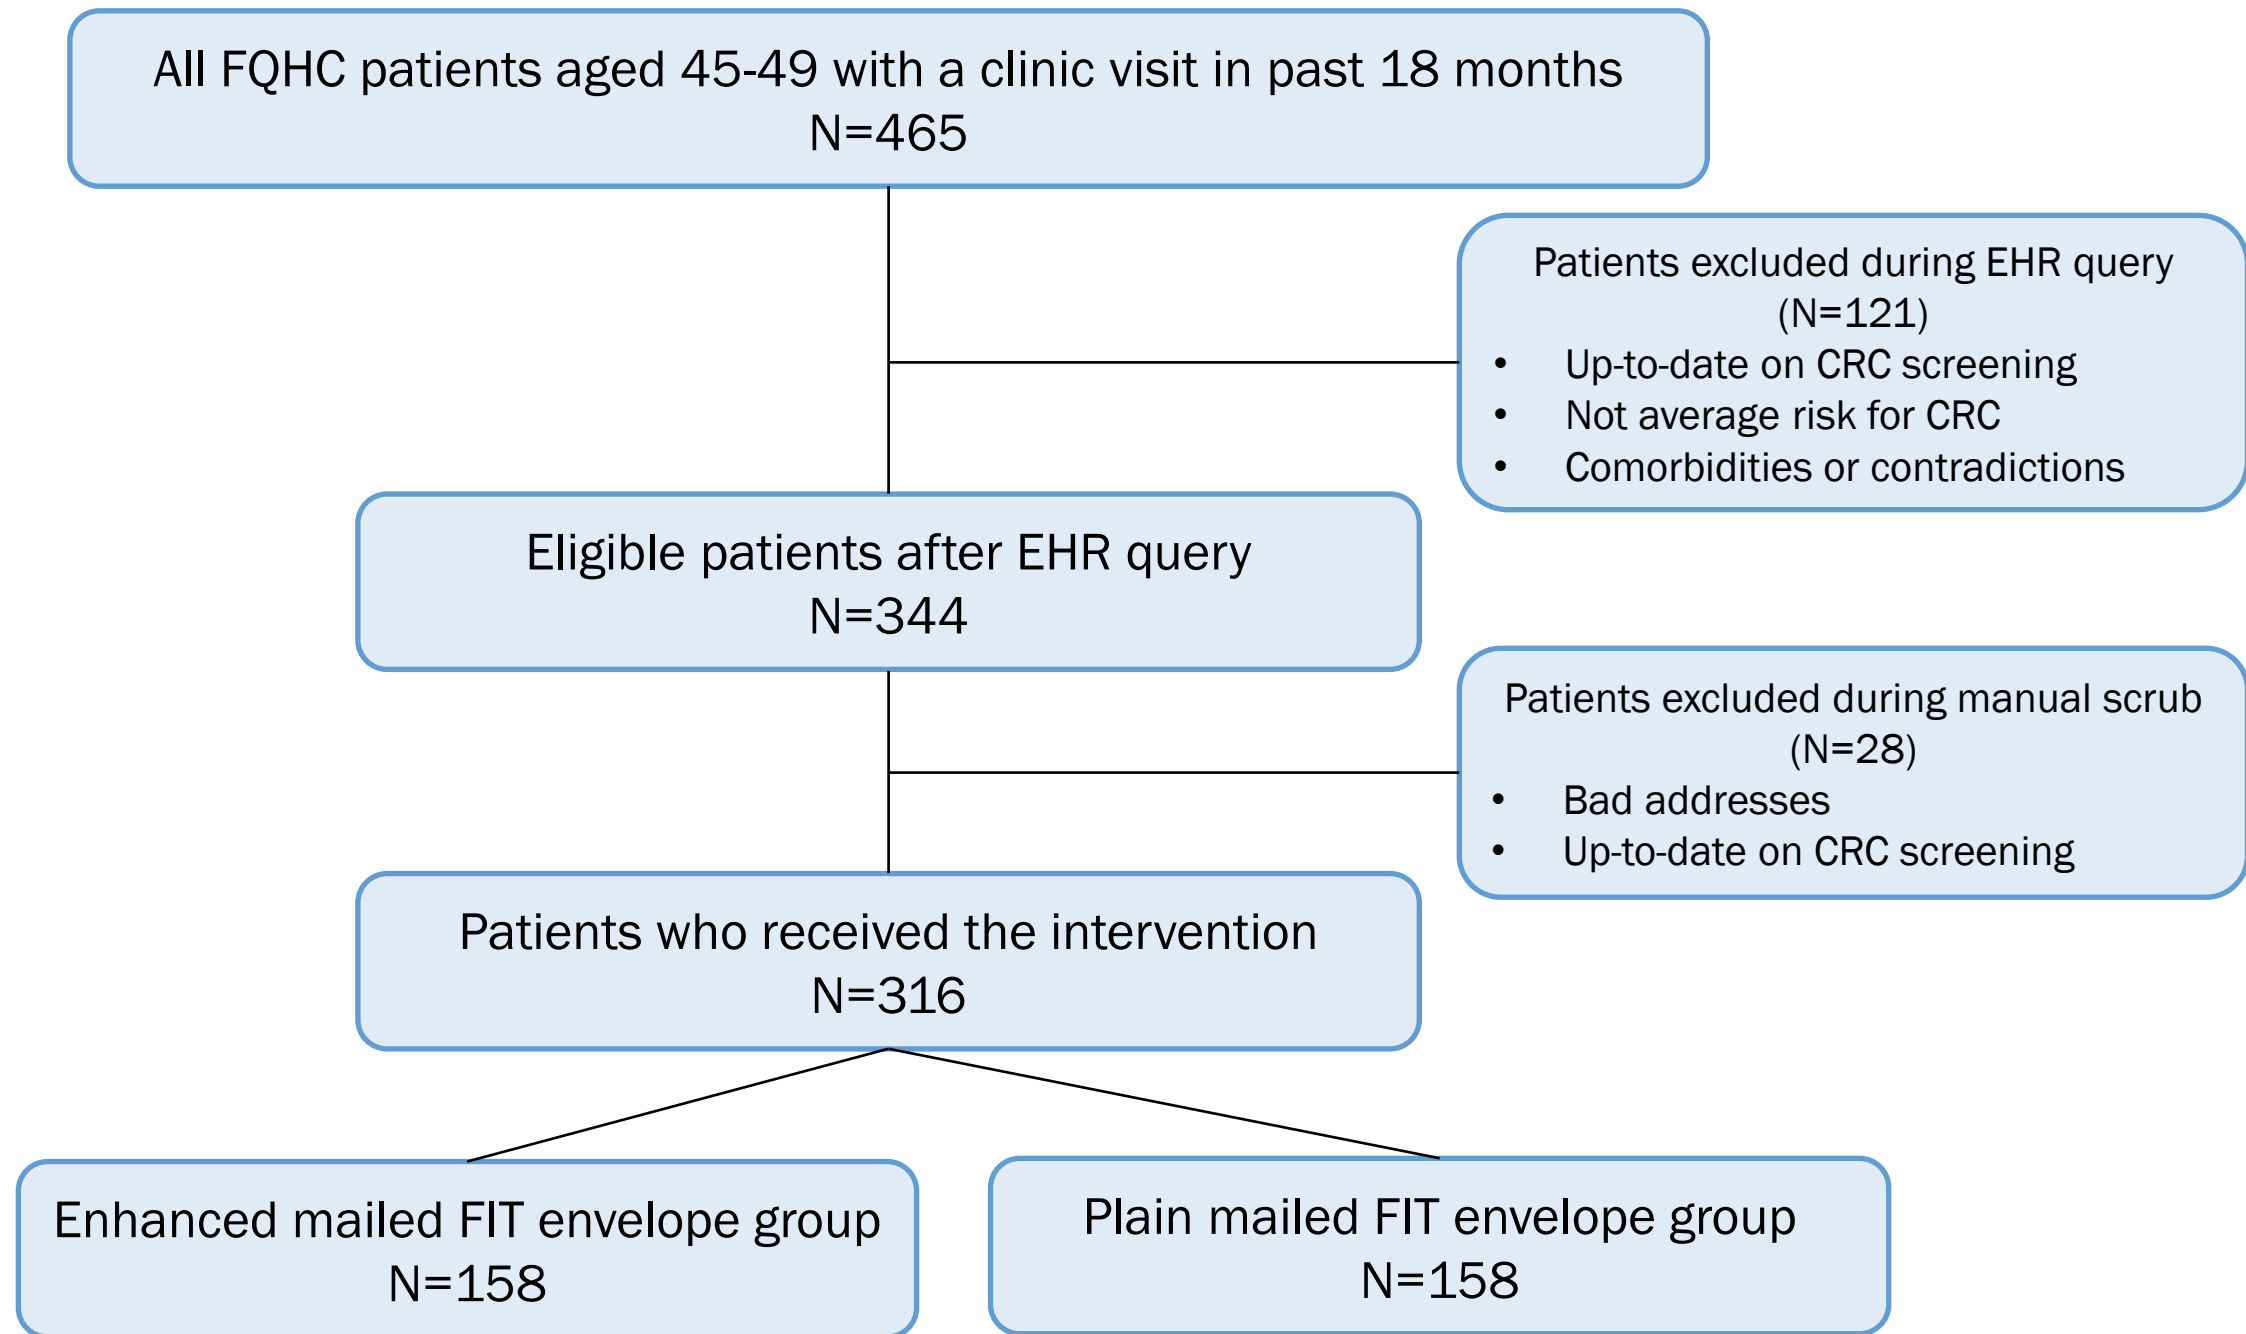 All FQHC patients aged 45-49 with a clinic visit in past 18 months
N=465
Patients excluded during EHR query
(N=121)
• Up-to-date on CRC screening
• Not average risk for CRC
• Comorbidities or contradictions
Eligible patients after EHR query
N=344
Patients excluded during manual scrub
(N=28)
• Bad addresses
• Up-to-date on CRC screening
Patients who received the intervention
N=316
Enhanced mailed FIT envelope group
N=158
Plain mailed FIT envelope group
N=158